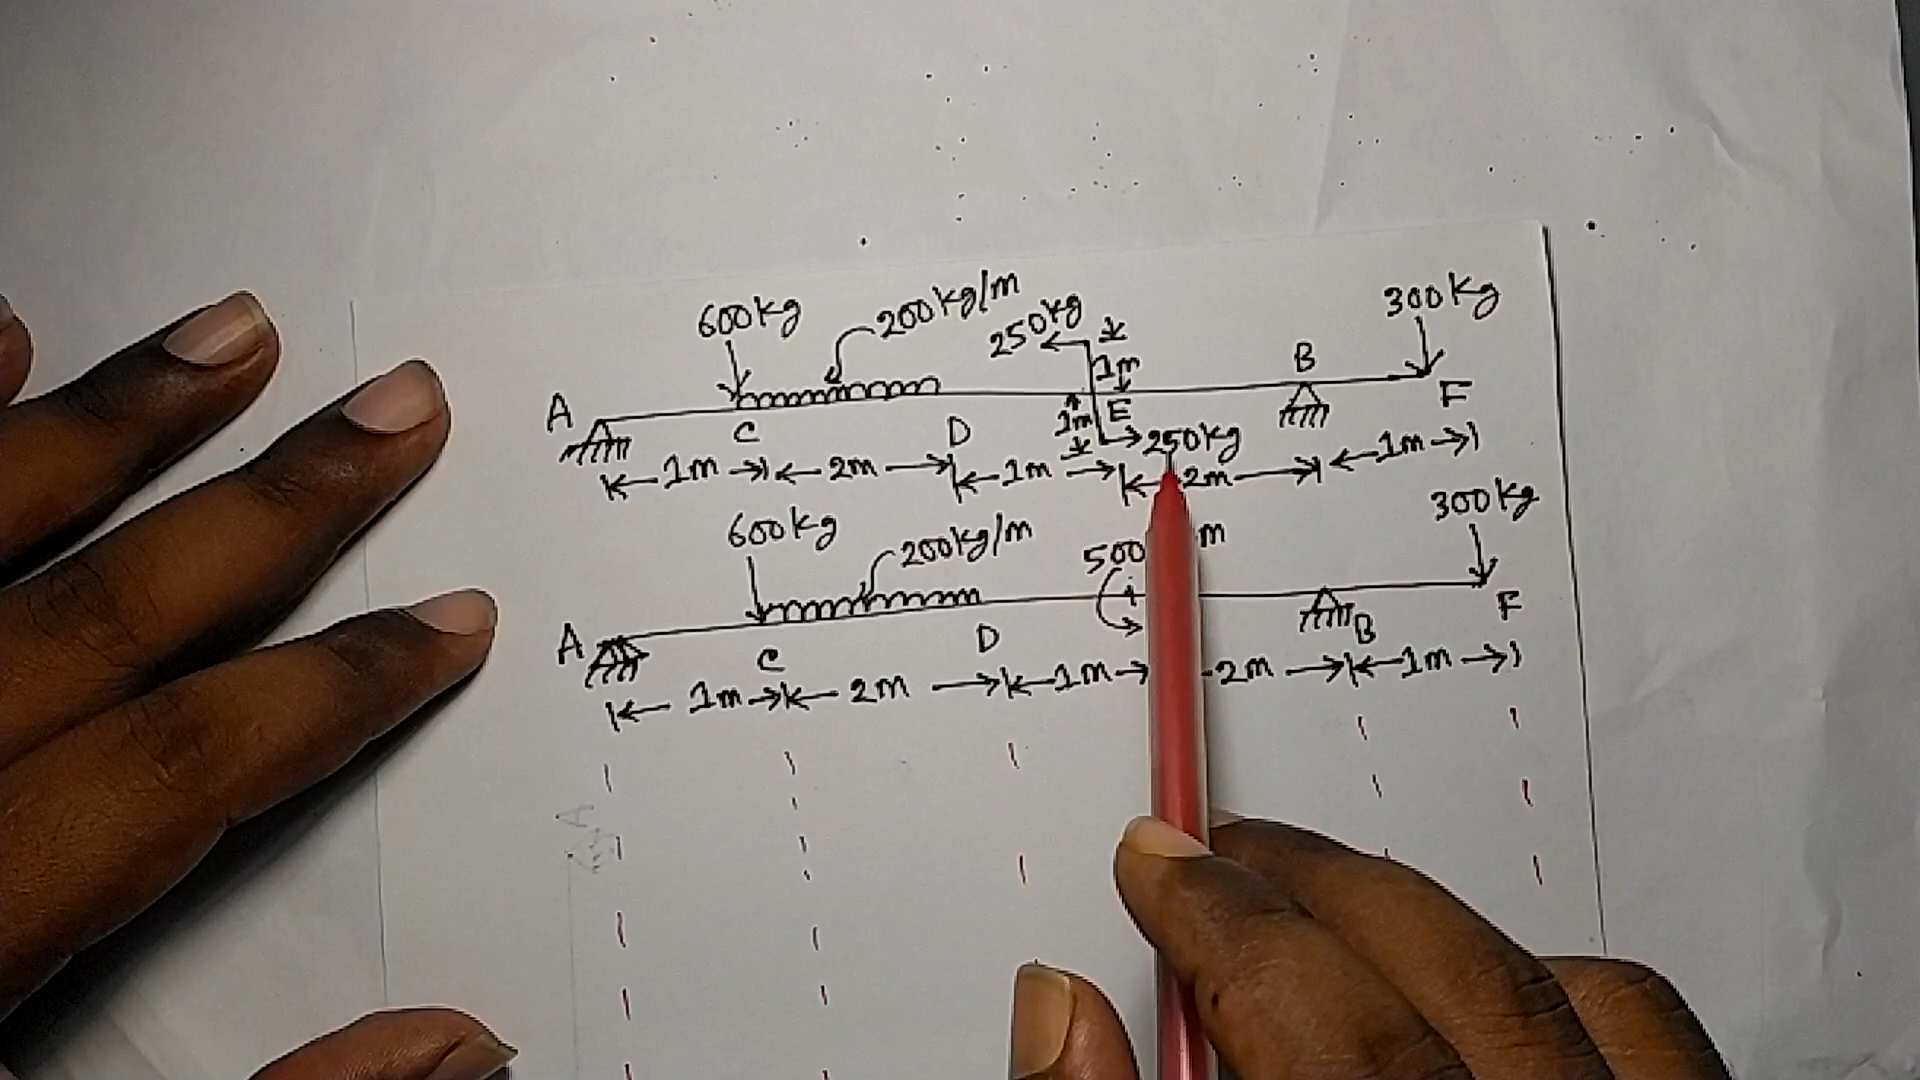 600kg 200kg/m 250kg 300kg
1m
A C D 1m E B F
250kg
1m 2m 1m 2m 1m
600kg 200kg/m 500 m 300kg
A C D B F
1m 2m 1m 2m 1m